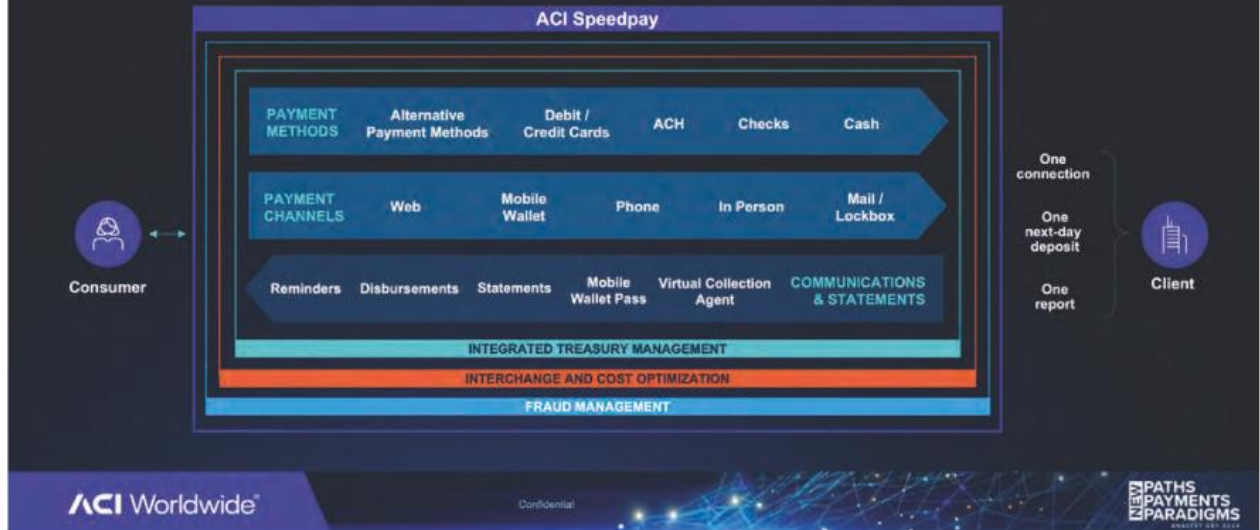 ACI Speedpay
PAYMENT
METHODS
Alternative
Payment Methods
Debit /
Credit Cards
ACH
Checks
Cash
PAYMENT
CHANNELS
Web
Mobile
Wallet
Phone
In Person
Mail /
Lockbox
Reminders
Disbursements
Statements
Mobile
Wallet Pass
Virtual Collection
Agent
COMMUNICATIONS
& STATEMENTS
INTEGRATED TREASURY MANAGEMENT
INTERCHANGE AND COST OPTIMIZATION
FRAUD MANAGEMENT
Consumer
One
connection
One
next-day
deposit
One
report
Client
ACI Worldwide®
Confidential
NEW
PATHS
PAYMENTS
PARADIGMS